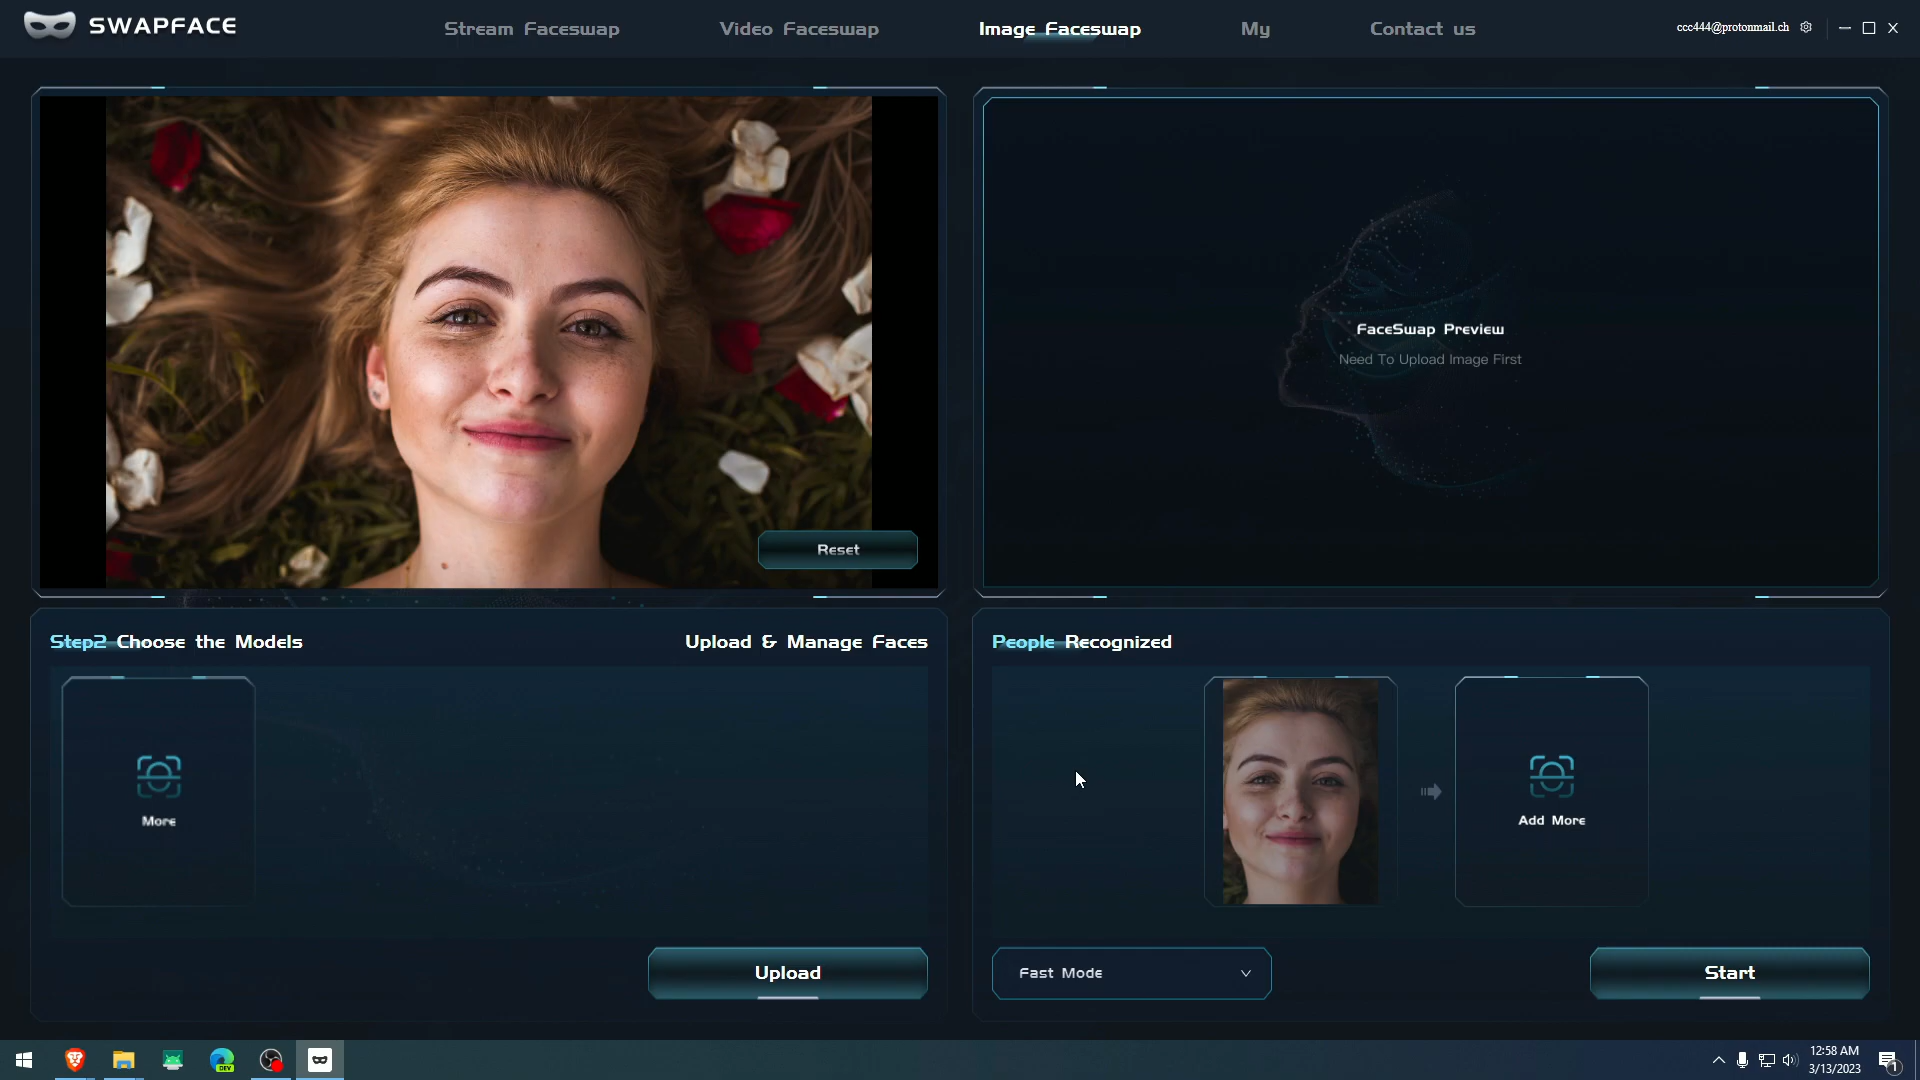 SWAPFACE
Stream Faceswap
Video Faceswap
Image Faceswap
My
Contact us
ccc444@protonmail.ch
Reset
FaceSwap Preview
Need To Upload Image First
Step2 Choose the Models
Upload & Manage Faces
People Recognized
More
Add More
Upload
Fast Mode
Start
DEV
12:58 AM
3/13/2023
1